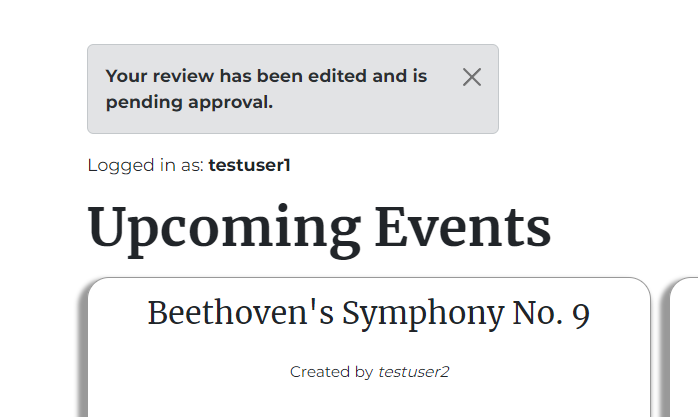 Your review has been edited and is
pending approval.
Logged in as: testuser1
Upcoming Events
Beethoven's Symphony No. 9
Created by testuser2